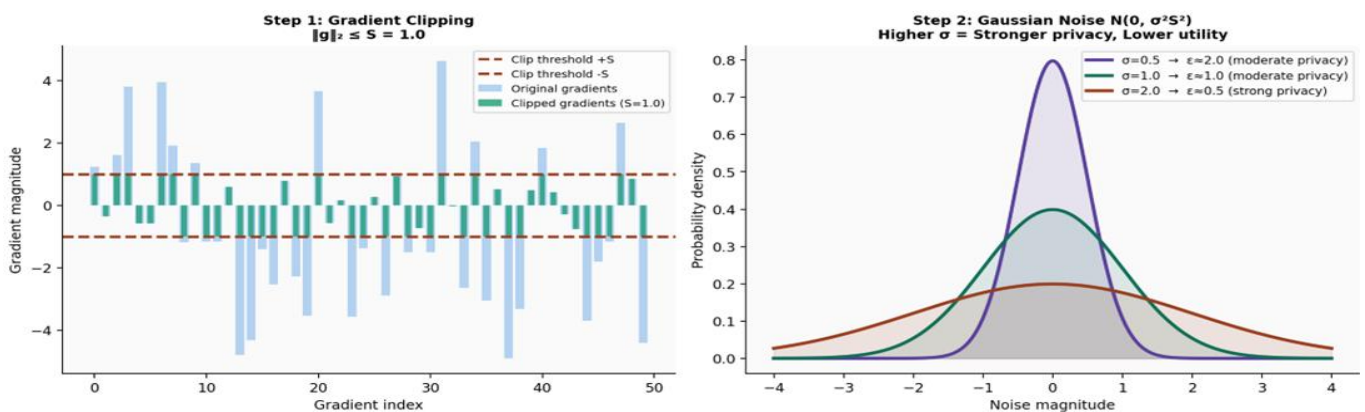 Step 1: Gradient Clipping
‖g‖₂ ≤ S = 1.0
Clip threshold +S
Clip threshold -S
Original gradients
Clipped gradients (S=1.0)
Gradient magnitude
4
2
0
−2
−4
0
10
20
30
40
50
Gradient index
Step 2: Gaussian Noise N(0, σ²S²)
Higher σ = Stronger privacy, Lower utility
σ=0.5 → ε≈2.0 (moderate privacy)
σ=1.0 → ε≈1.0 (moderate privacy)
σ=2.0 → ε≈0.5 (strong privacy)
Probability density
0.8
0.7
0.6
0.5
0.4
0.3
0.2
0.1
0.0
−4
−3
−2
−1
0
1
2
3
4
Noise magnitude